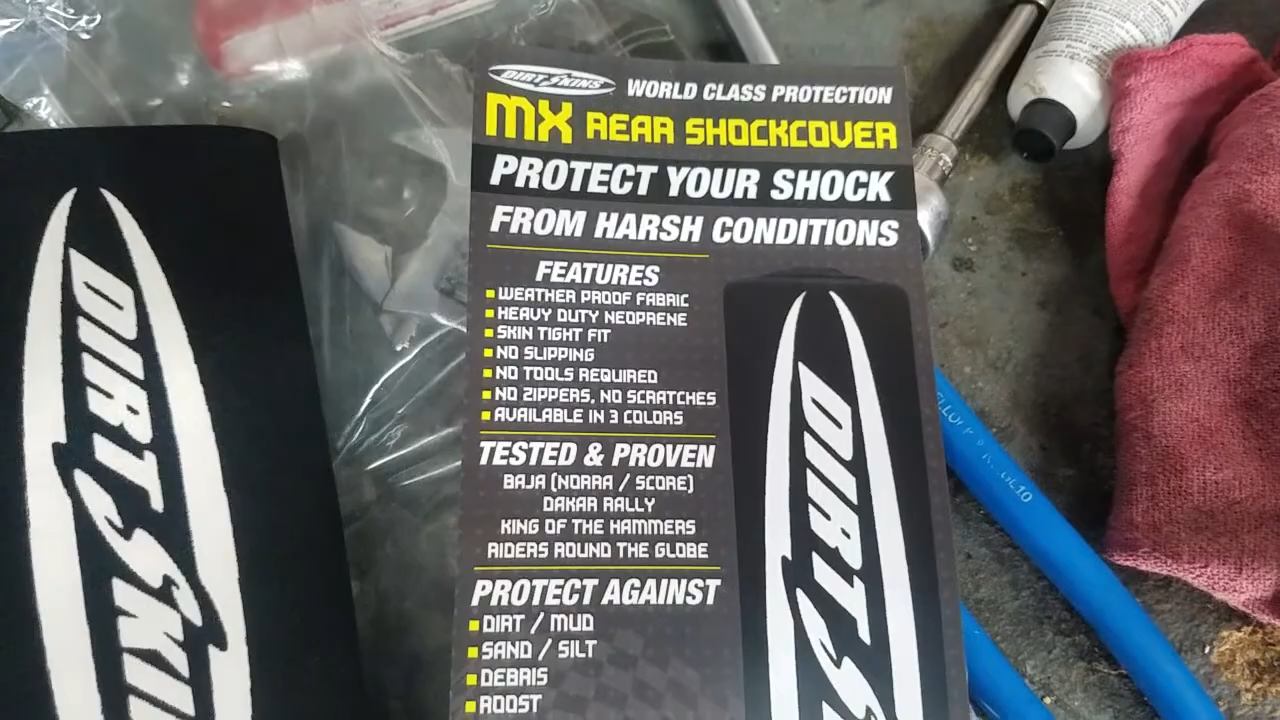 DIRT SKINS
WORLD CLASS PROTECTION
MX REAR SHOCKCOVER
PROTECT YOUR SHOCK
FROM HARSH CONDITIONS
FEATURES
WEATHER PROOF FABRIC
HEAVY DUTY NEOPRENE
SKIN TIGHT FIT
NO SLIPPING
NO TOOLS REQUIRED
NO ZIPPERS, NO SCRATCHES
AVAILABLE IN 3 COLORS
TESTED & PROVEN
BAJA (NORRA / SCORE)
DAKAR RALLY
KING OF THE HAMMERS
RIDERS ROUND THE GLOBE
PROTECT AGAINST
DIRT / MUD
SAND / SILT
DEBRIS
ROOST
DIRT SKI
DIRT S